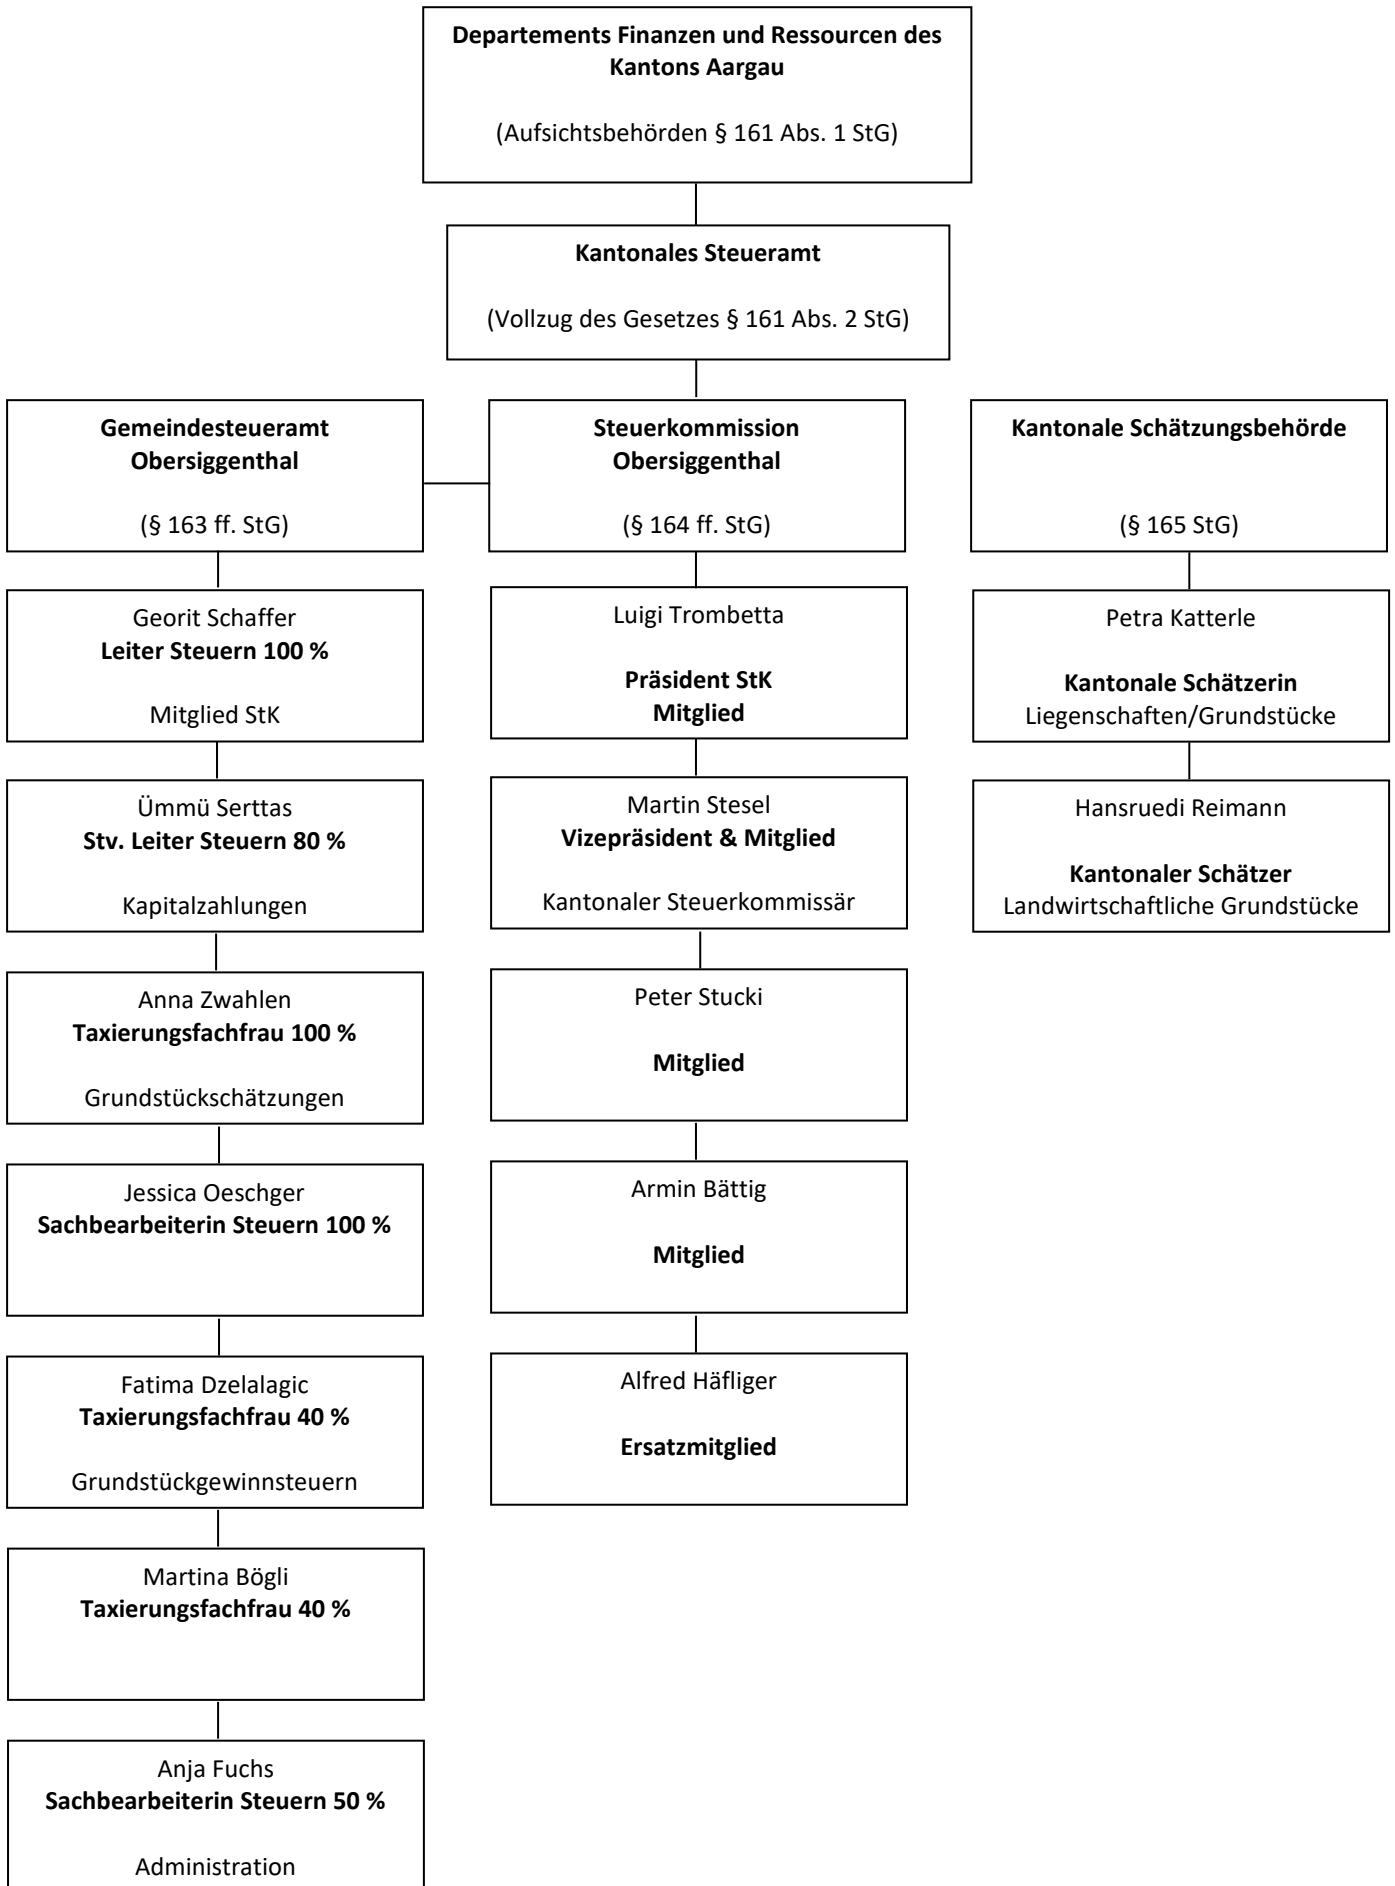 Departements Finanzen und Ressourcen des
Kantons Aargau
(Aufsichtsbehörden § 161 Abs. 1 StG)
Kantonales Steueramt
(Vollzug des Gesetzes § 161 Abs. 2 StG)
Gemeindesteueramt
Obersiggenthal
(§ 163 ff. StG)
Georit Schaffer
Leiter Steuern 100 %
Mitglied StK
Ümmü Serttas
Stv. Leiter Steuern 80 %
Kapitalzahlungen
Anna Zwahlen
Taxierungsfachfrau 100 %
Grundstückschätzungen
Jessica Oeschger
Sachbearbeiterin Steuern 100 %
Fatima Dzelalagic
Taxierungsfachfrau 40 %
Grundstückgewinnsteuern
Martina Bögli
Taxierungsfachfrau 40 %
Anja Fuchs
Sachbearbeiterin Steuern 50 %
Administration
Steuerkommission
Obersiggenthal
(§ 164 ff. StG)
Luigi Trombetta
Präsident StK
Mitglied
Martin Stesel
Vizepräsident & Mitglied
Kantonaler Steuerkommissär
Peter Stucki
Mitglied
Armin Bättig
Mitglied
Alfred Häfliger
Ersatzmitglied
Kantonale Schätzungsbehörde
(§ 165 StG)
Petra Katterle
Kantonale Schätzerin
Liegenschaften/Grundstücke
Hansruedi Reimann
Kantonaler Schätzer
Landwirtschaftliche Grundstücke